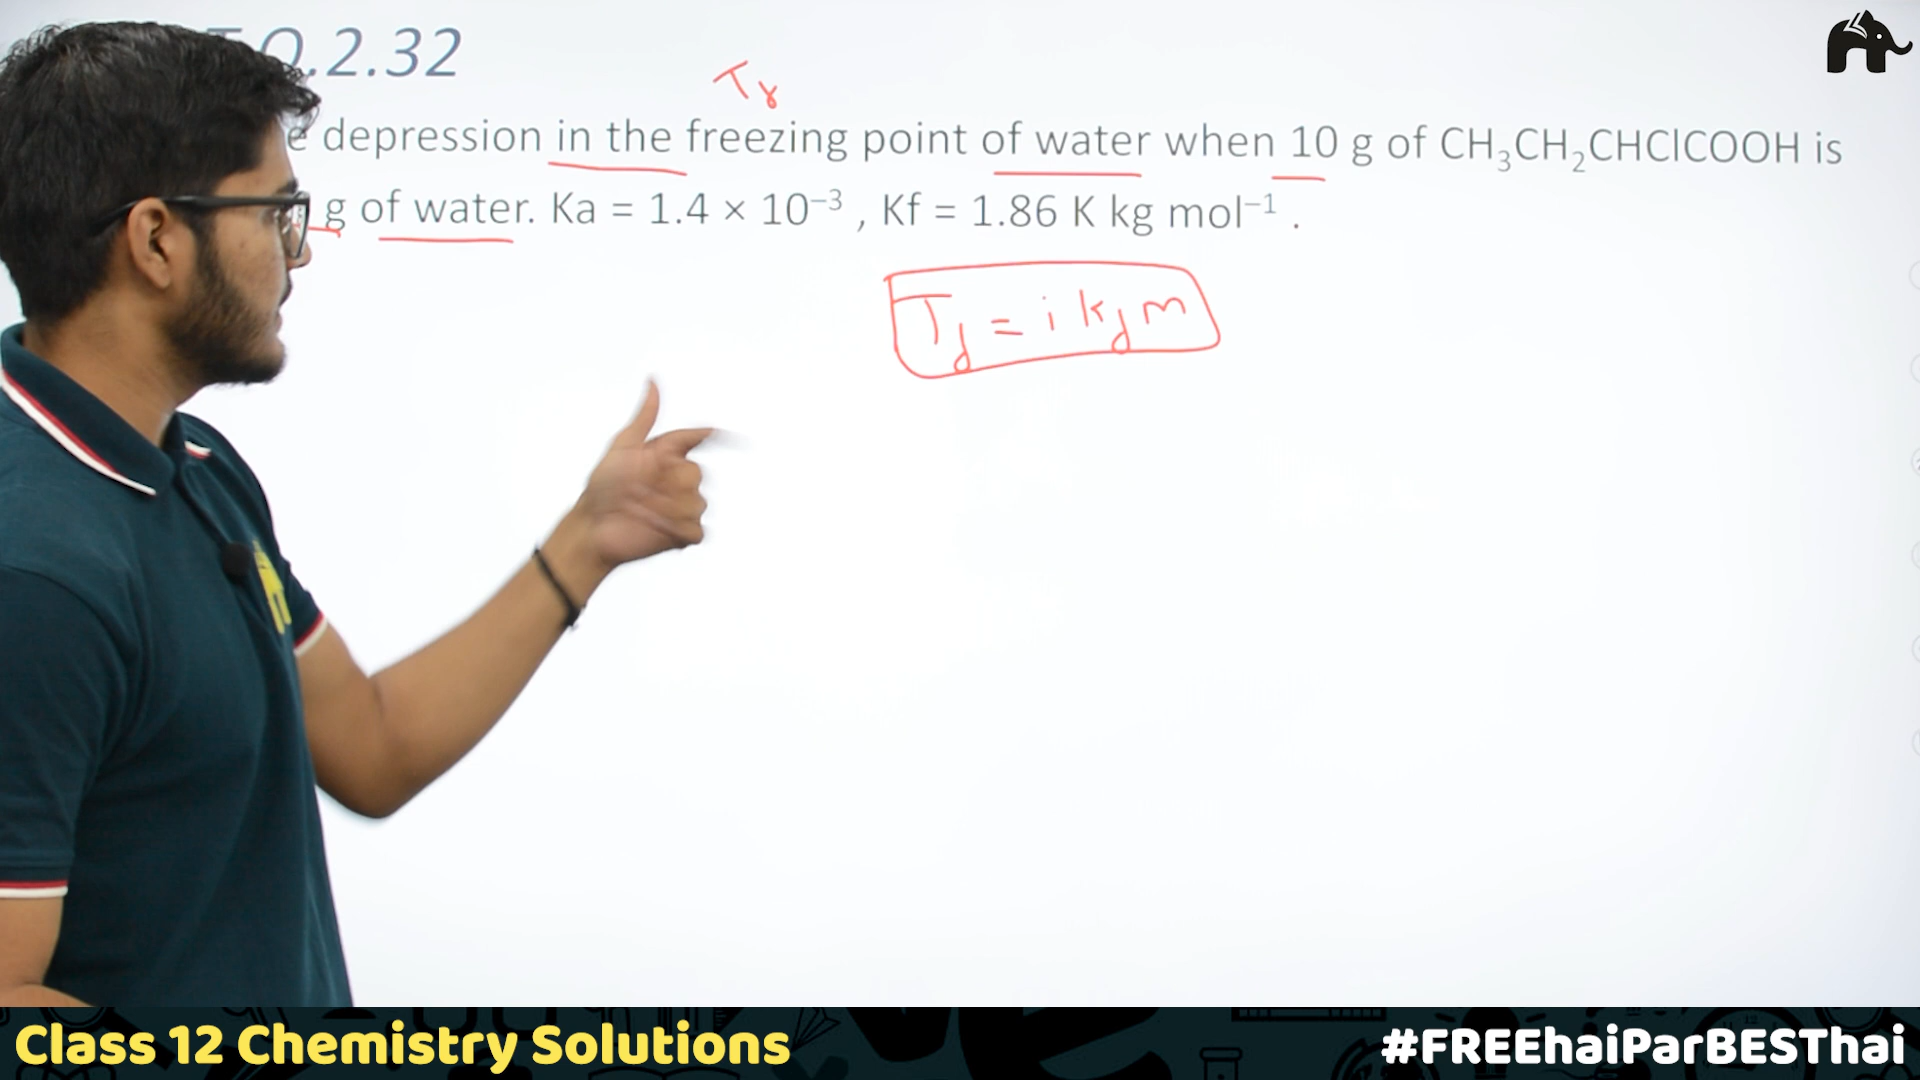 Q.2.32
Tf
e depression in the freezing point of water when 10 g of CH₃CH₂CHClCOOH is
g of water. Ka = 1.4 × 10⁻³ , Kf = 1.86 K kg mol⁻¹ .
Tf = i kf m
Class 12 Chemistry Solutions
#FREEhaiParBESThai